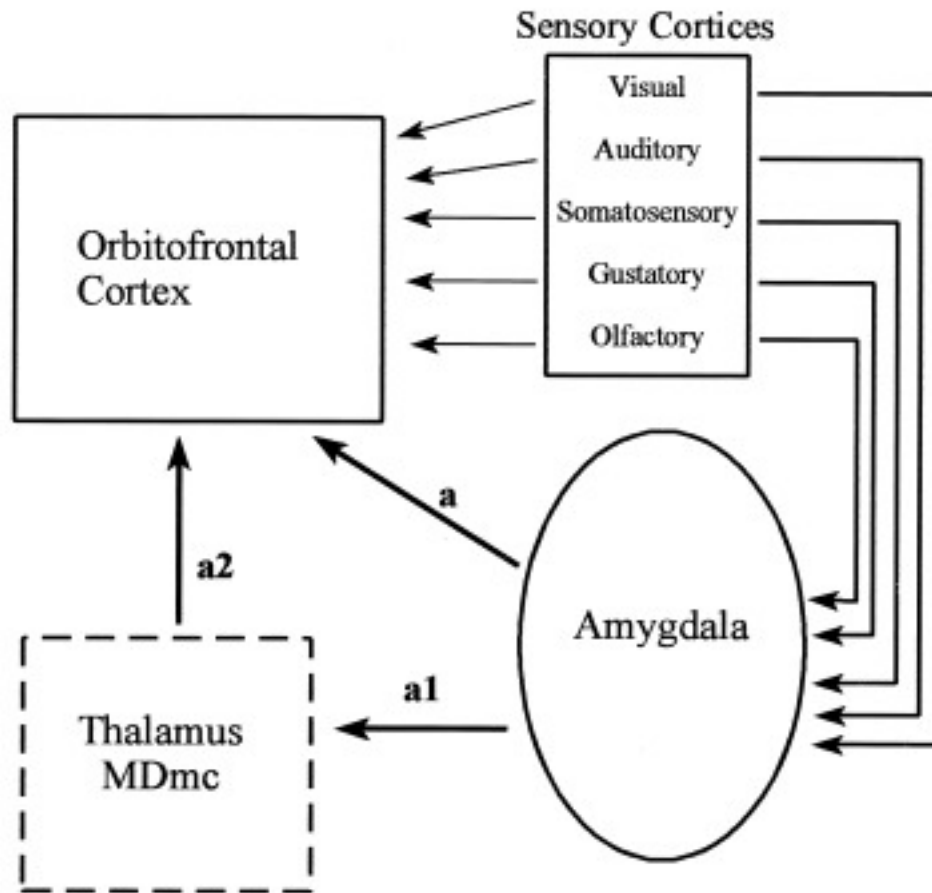 Sensory Cortices
Visual
Auditory
Somatosensory
Gustatory
Olfactory
Orbitofrontal
Cortex
a
a2
Amygdala
a1
Thalamus
MDmc